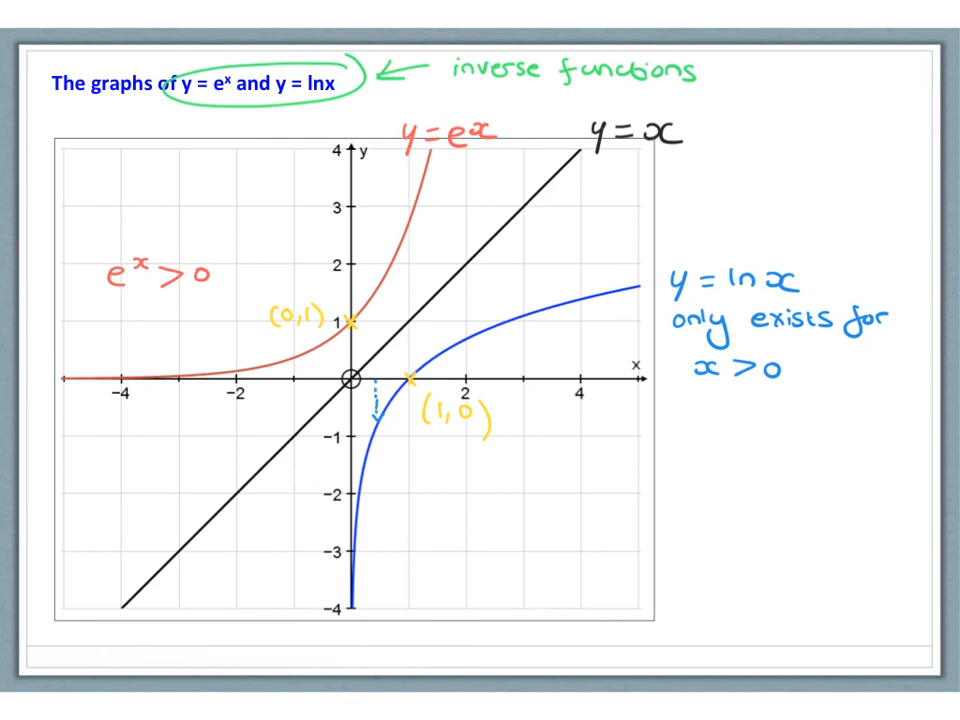 The graphs of y = eˣ and y = lnx
inverse functions
y = eˣ
y = x
4 y
3
2
eˣ > 0
(0,1) 1
y = ln x
only exists for
x > 0
x
−4 −2 2 4
(1, 0)
−1
−2
−3
−4